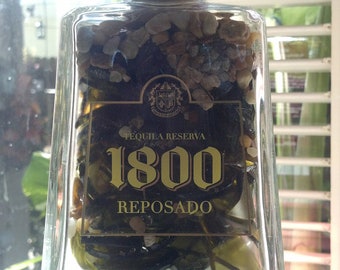 TEQUILA RESERVA
1800
REPOSADO